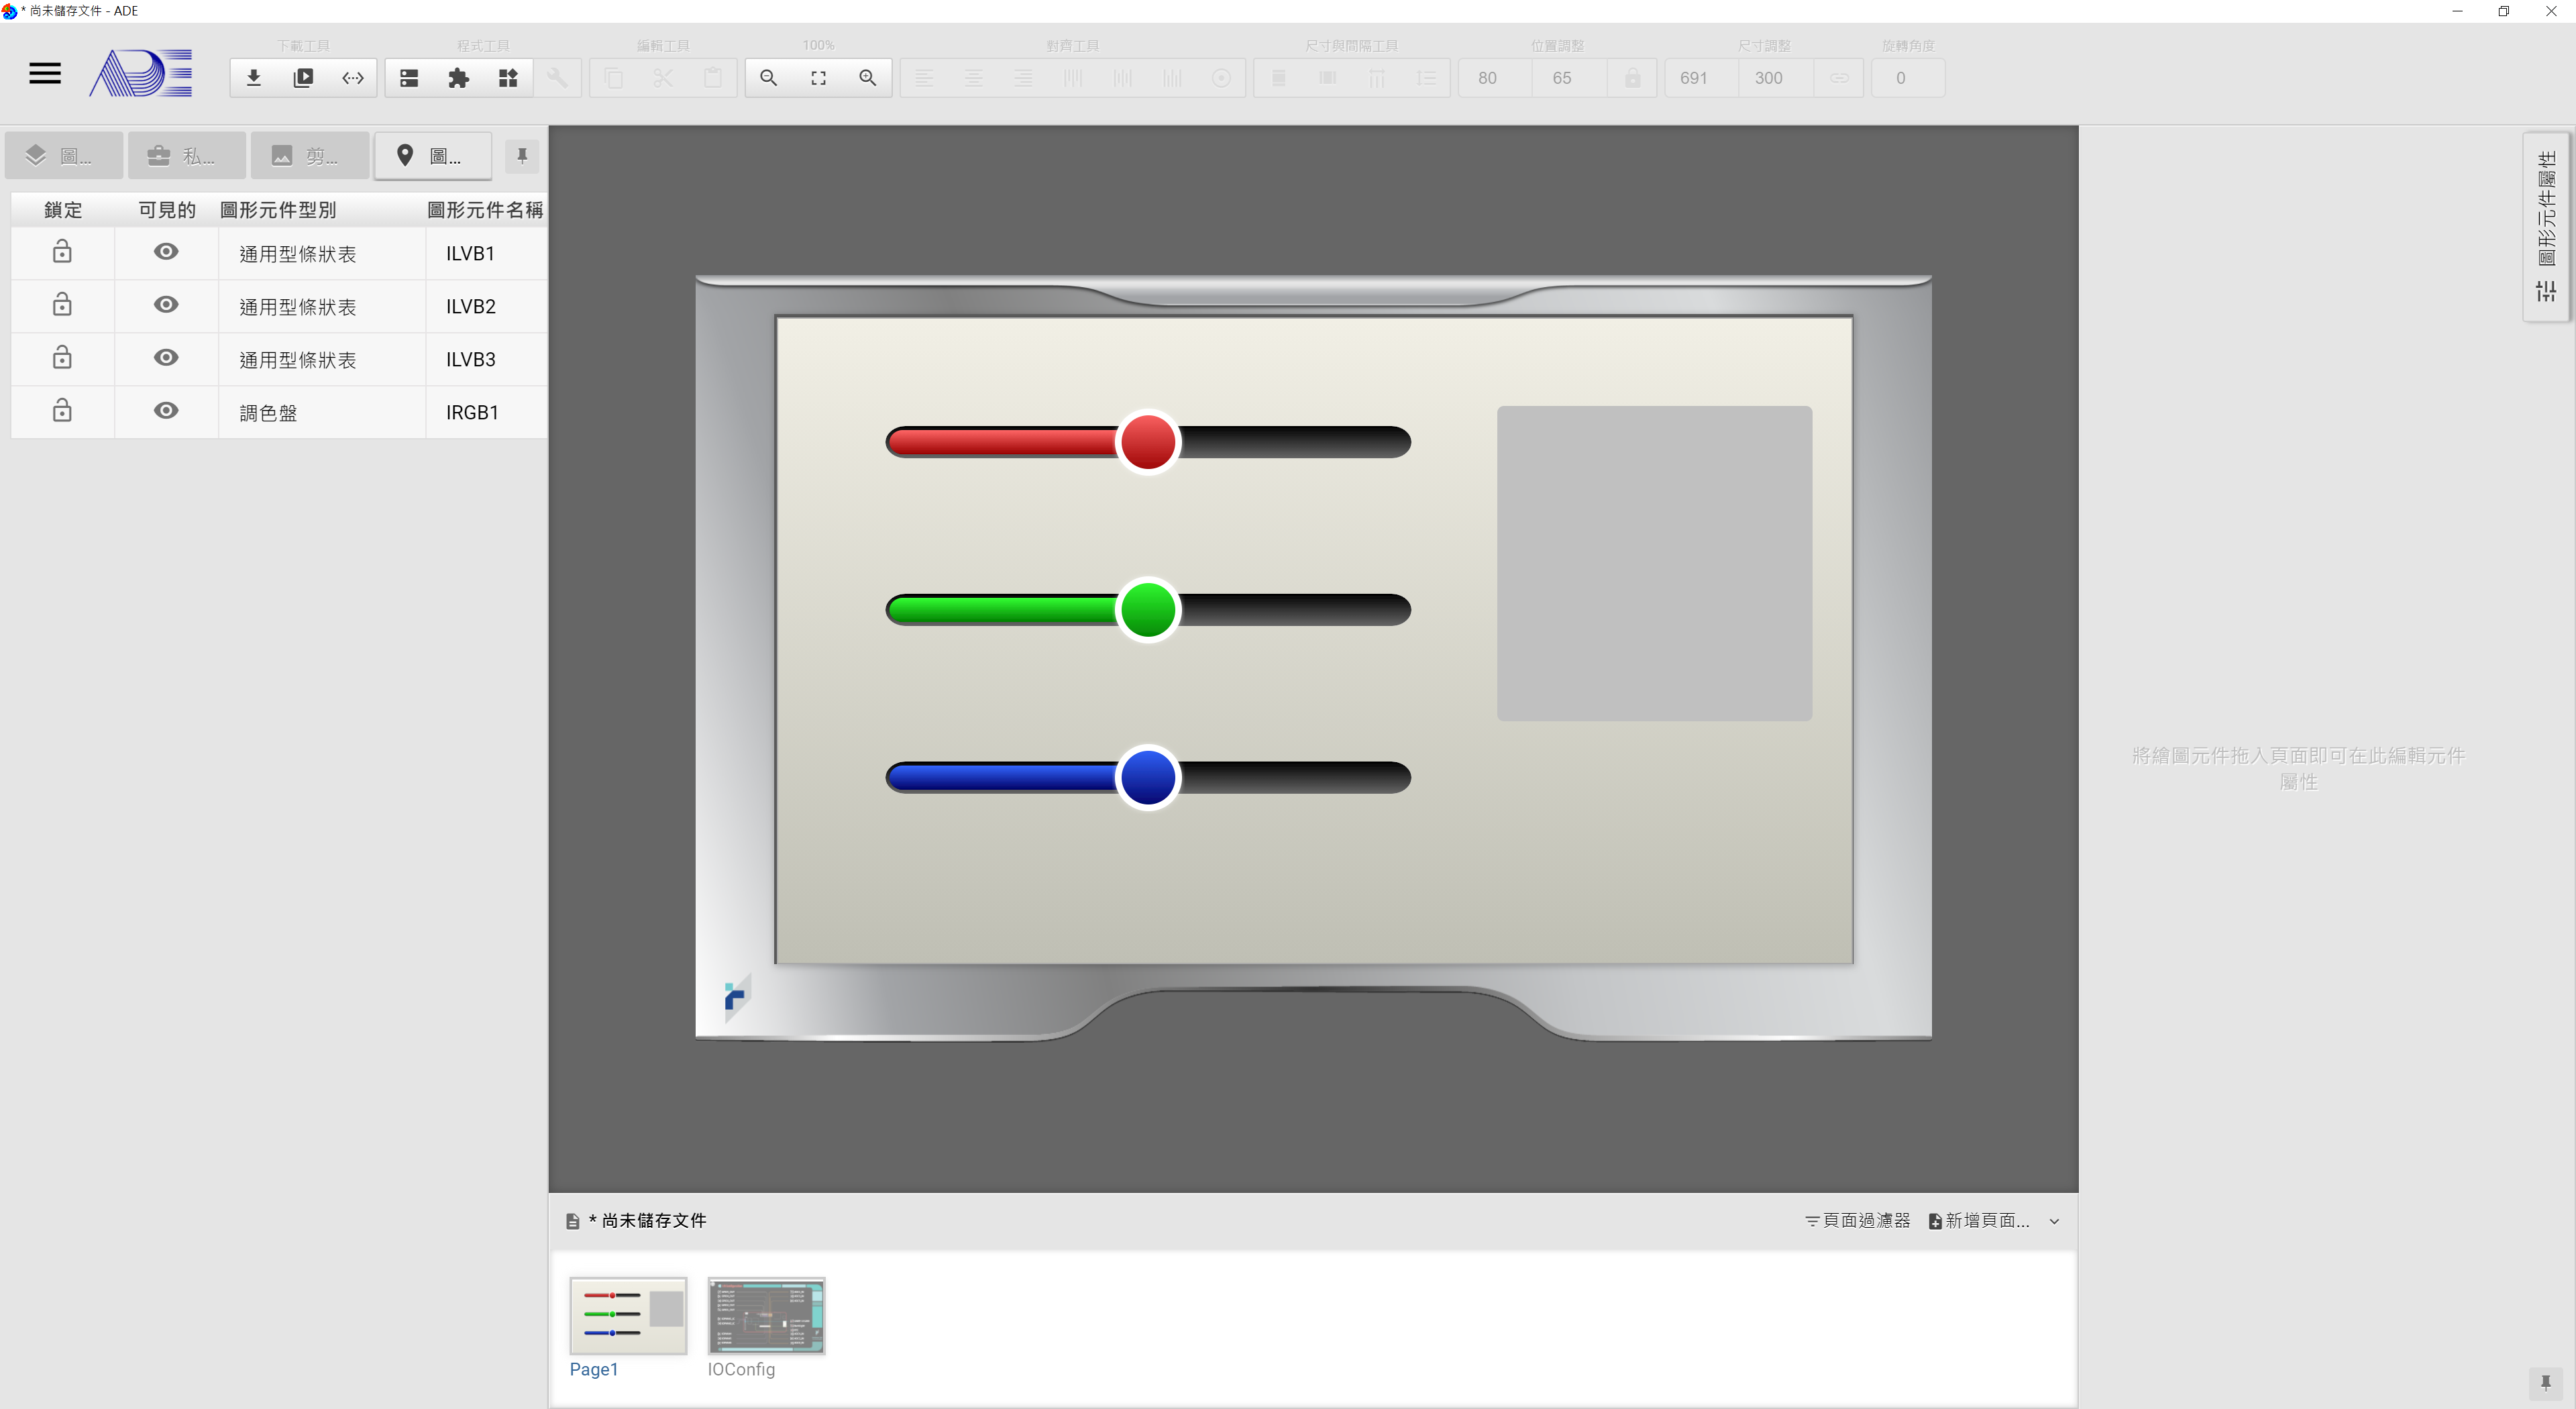 * 尚未儲存文件 - ADE
下載工具
程式工具
編輯工具
100%
對齊工具
尺寸與間隔工具
位置調整
尺寸調整
旋轉角度
ADE
80
65
691
300
0
圖...
私...
剪...
圖...
鎖定 可見的 圖形元件型別 圖形元件名稱
通用型條狀表 ILVB1
通用型條狀表 ILVB2
通用型條狀表 ILVB3
調色盤 IRGB1
圖形元件屬性
將繪圖元件拖入頁面即可在此編輯元件
屬性
* 尚未儲存文件
頁面過濾器
新增頁面...
Page1
IOConfig